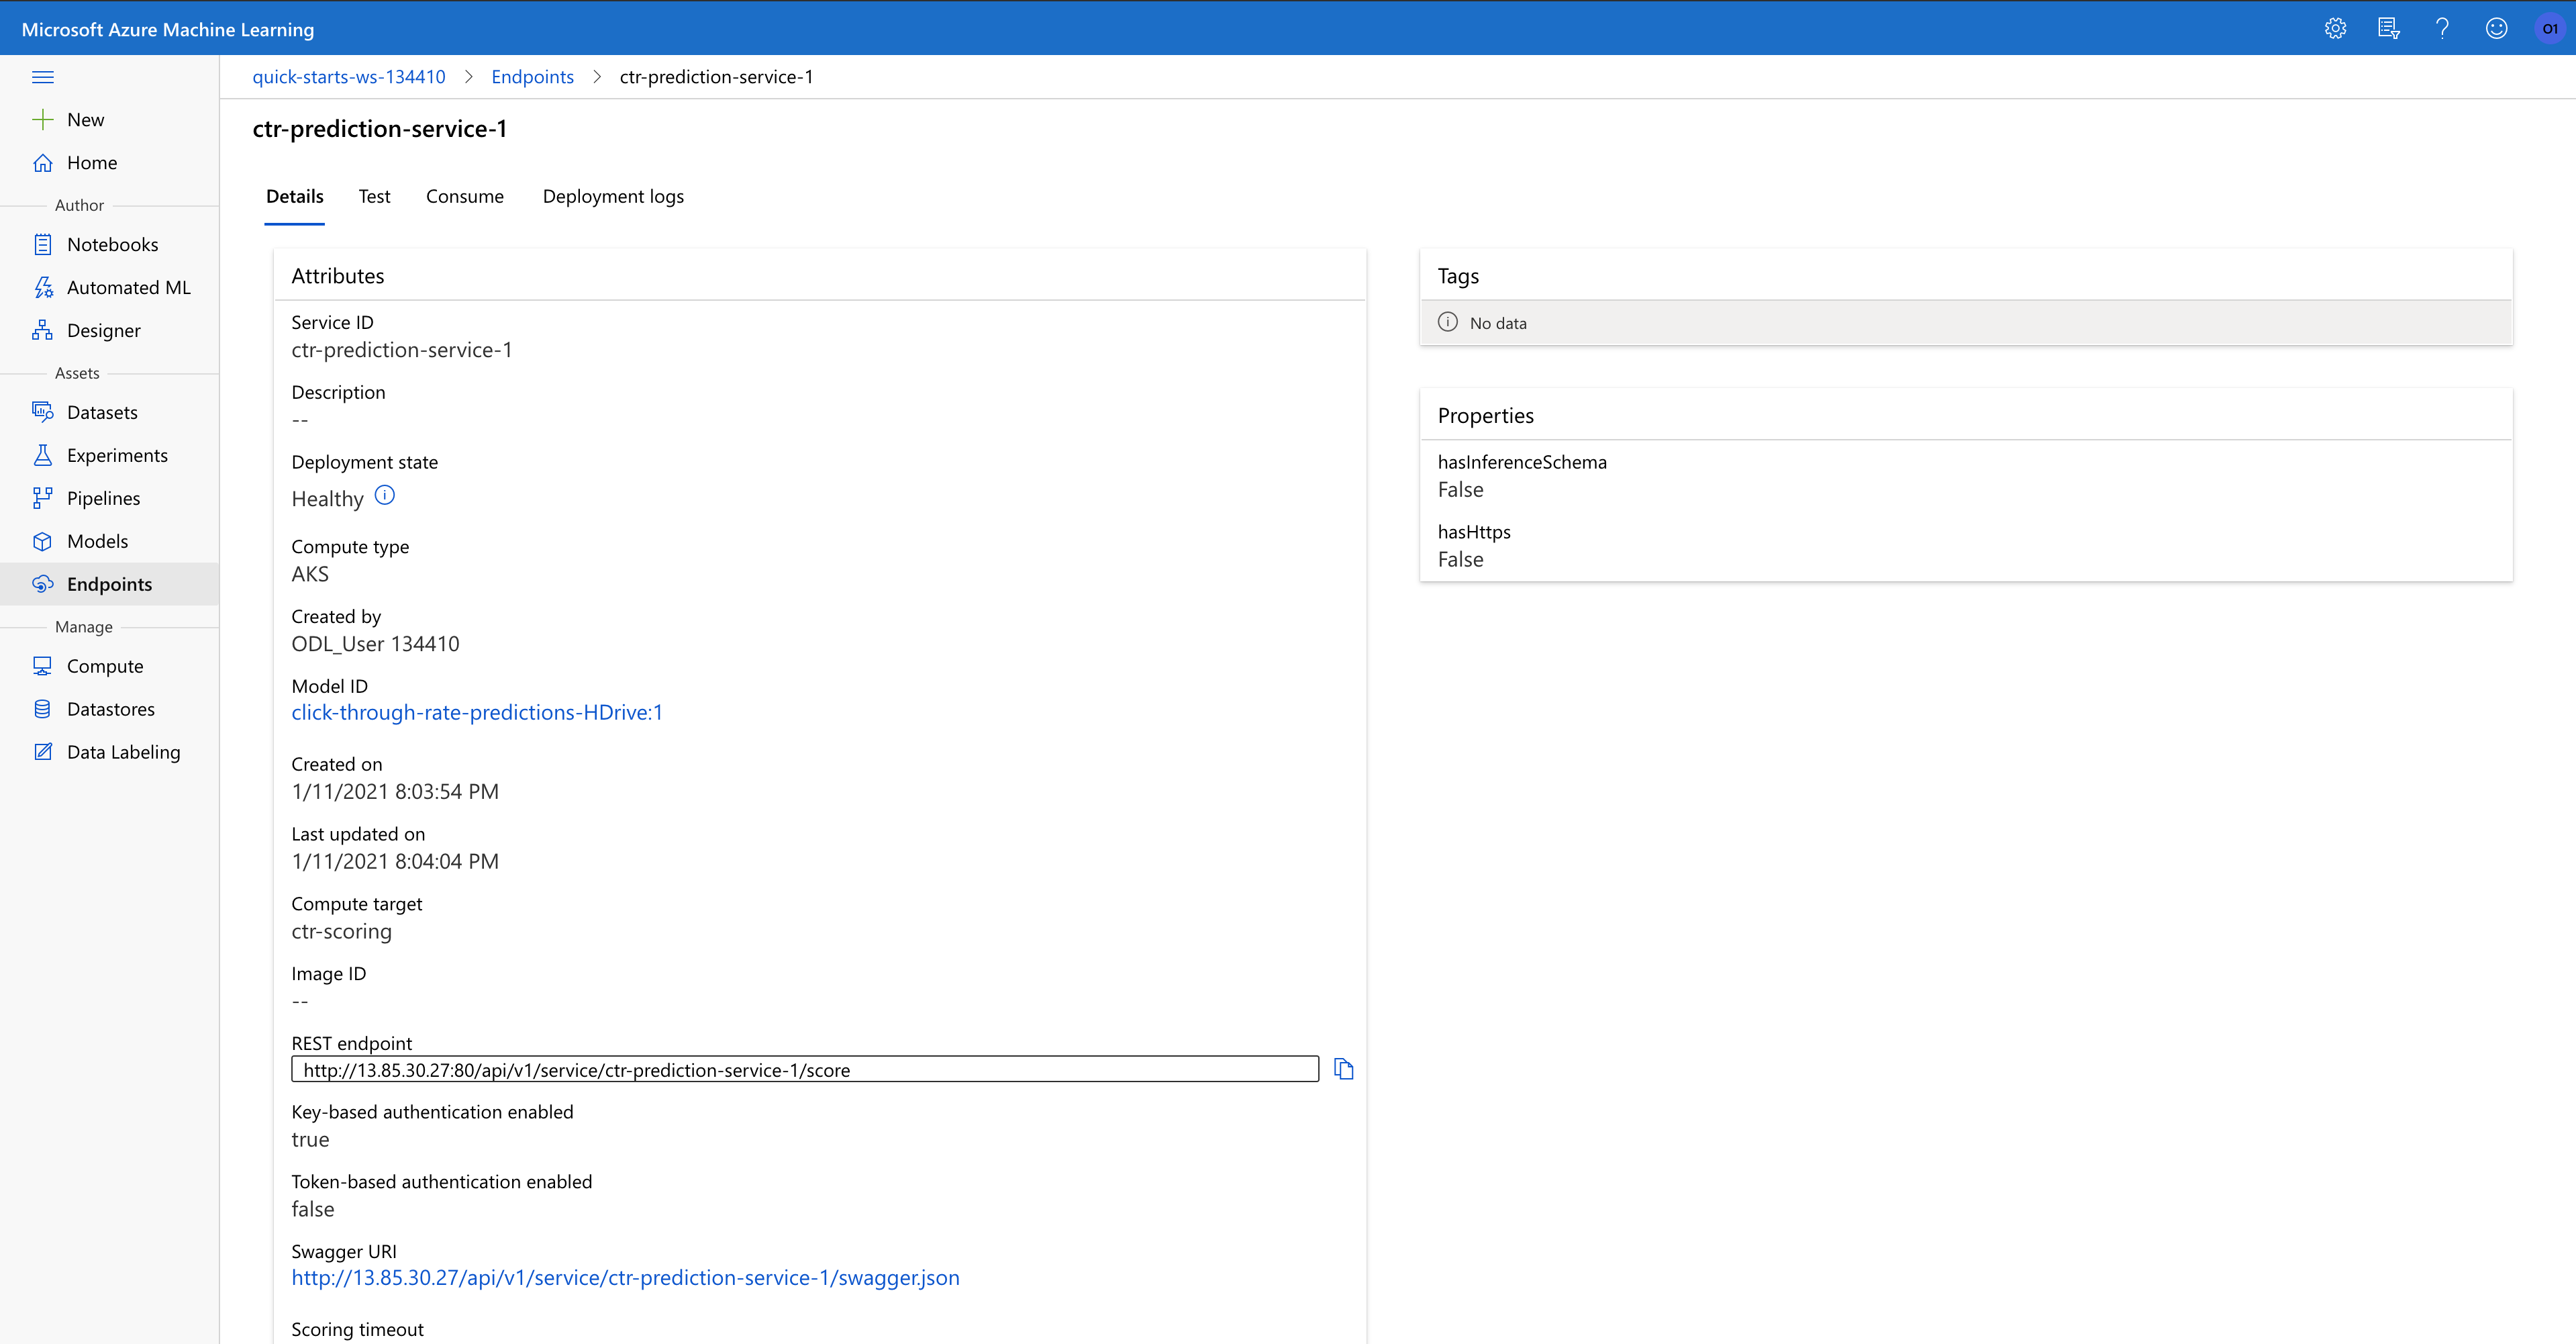 Microsoft Azure Machine Learning
O1
quick-starts-ws-134410 > Endpoints > ctr-prediction-service-1
New
Home
Author
Notebooks
Automated ML
Designer
Assets
Datasets
Experiments
Pipelines
Models
Endpoints
Manage
Compute
Datastores
Data Labeling
ctr-prediction-service-1
Details Test Consume Deployment logs
Attributes
Service ID
ctr-prediction-service-1
Description
--
Deployment state
Healthy
Compute type
AKS
Created by
ODL_User 134410
Model ID
click-through-rate-predictions-HDrive:1
Created on
1/11/2021 8:03:54 PM
Last updated on
1/11/2021 8:04:04 PM
Compute target
ctr-scoring
Image ID
--
REST endpoint
http://13.85.30.27:80/api/v1/service/ctr-prediction-service-1/score
Key-based authentication enabled
true
Token-based authentication enabled
false
Swagger URI
http://13.85.30.27/api/v1/service/ctr-prediction-service-1/swagger.json
Scoring timeout
Tags
No data
Properties
hasInferenceSchema
False
hasHttps
False